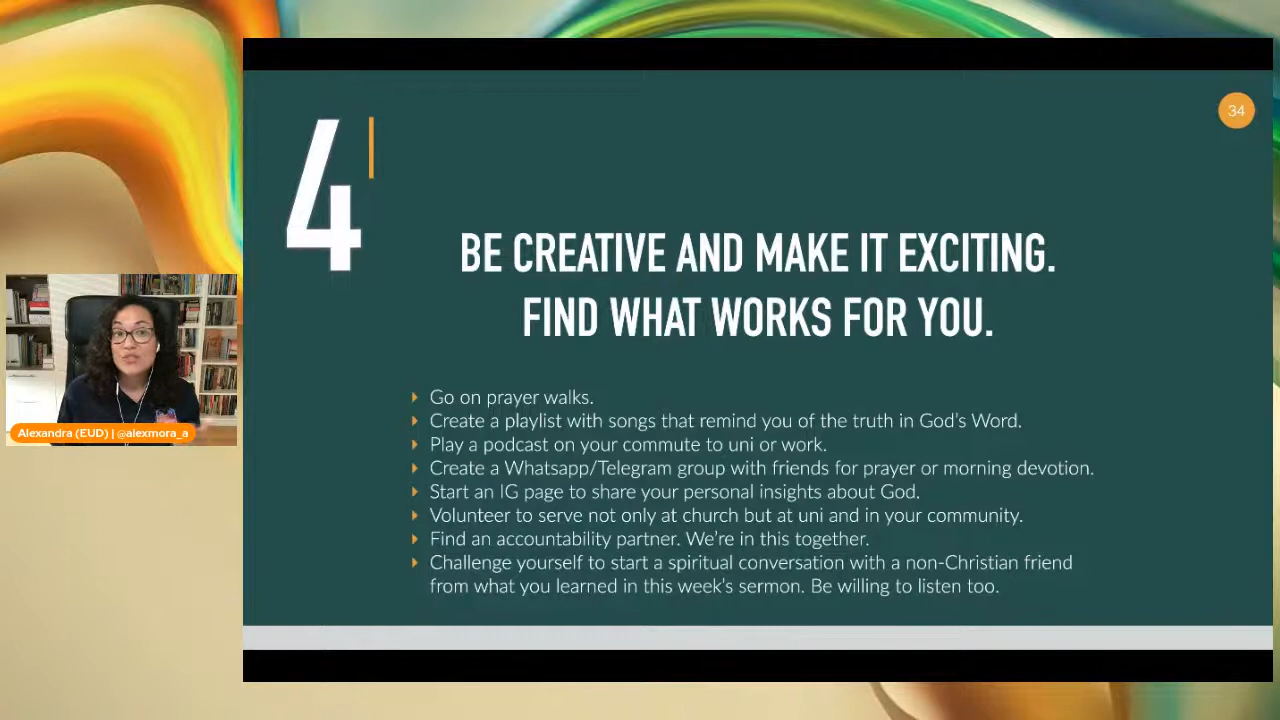 4
34
BE CREATIVE AND MAKE IT EXCITING.
FIND WHAT WORKS FOR YOU.
Go on prayer walks.
Create a playlist with songs that remind you of the truth in God's Word.
Play a podcast on your commute to uni or work.
Create a Whatsapp/Telegram group with friends for prayer or morning devotion.
Start an IG page to share your personal insights about God.
Volunteer to serve not only at church but at uni and in your community.
Find an accountability partner. We're in this together.
Challenge yourself to start a spiritual conversation with a non-Christian friend
from what you learned in this week's sermon. Be willing to listen too.
Alexandra (EUD) | @alexmora_a